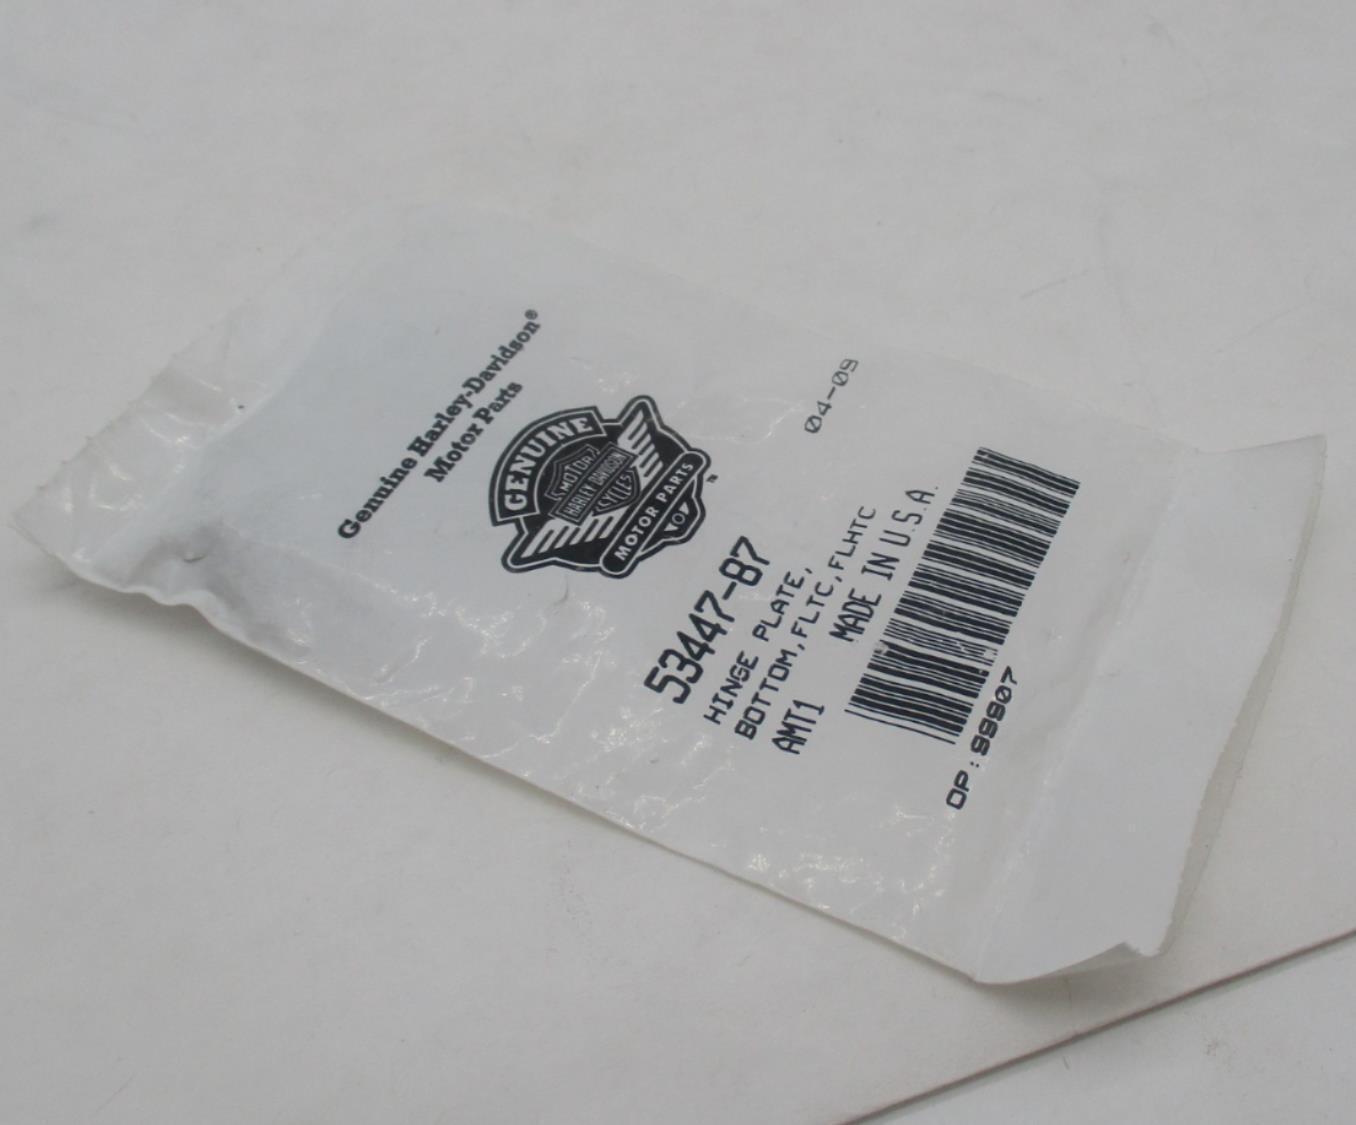 Genuine Harley-Davidson®
Motor Parts
GENUINE
MOTOR
HARLEY-DAVIDSON
CYCLES
MOTOR PARTS
™
04-09
53447-87
HINGE PLATE,
BOTTOM,FLTC,FLHTC
AMT1 MADE IN U.S.A.
OP:99907